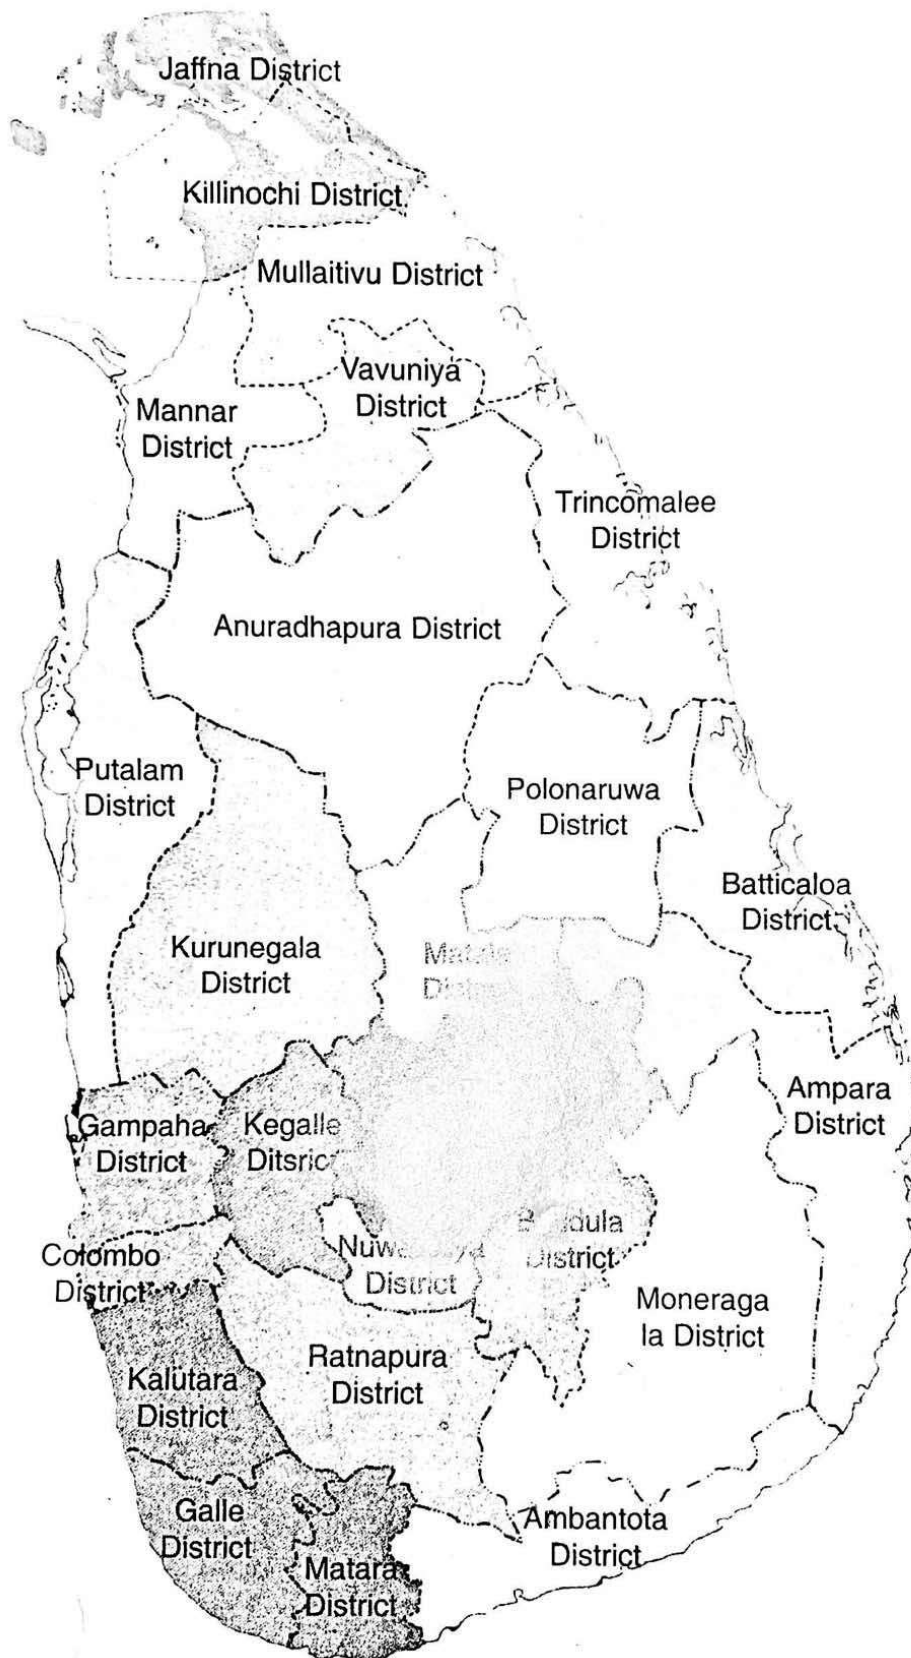 Jaffna District
Killinochi District
Mullaitivu District
Vavuniya
District
Mannar
District
Trincomalee
District
Anuradhapura District
Putalam
District
Polonaruwa
District
Batticaloa
District
Kurunegala
District
Ampara
District
Gampaha
District
Kegalle
Ditsric
Colombo
District
District
District
Moneraga
la District
Ratnapura
District
Kalutara
District
Galle
District
Ambantota
District
Matara
District